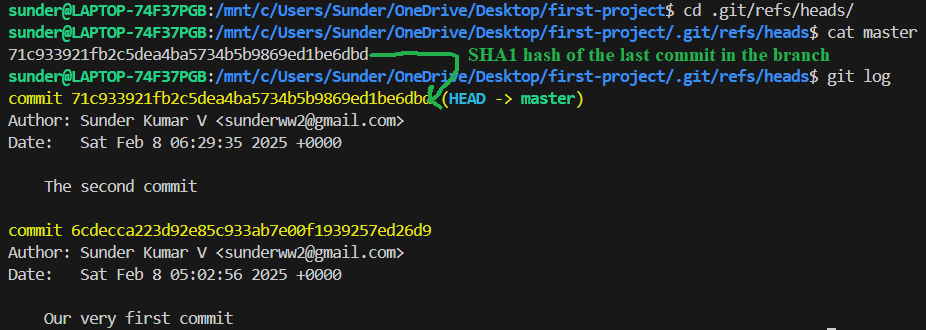 sunder@LAPTOP-74F37PGB:/mnt/c/Users/Sunder/OneDrive/Desktop/first-project$ cd .git/refs/heads/
sunder@LAPTOP-74F37PGB:/mnt/c/Users/Sunder/OneDrive/Desktop/first-project/.git/refs/heads$ cat master
71c933921fb2c5dea4ba5734b5b9869ed1be6dbd SHA1 hash of the last commit in the branch
sunder@LAPTOP-74F37PGB:/mnt/c/Users/Sunder/OneDrive/Desktop/first-project/.git/refs/heads$ git log
commit 71c933921fb2c5dea4ba5734b5b9869ed1be6dbd (HEAD -> master)
Author: Sunder Kumar V <sunderww2@gmail.com>
Date:   Sat Feb 8 06:29:35 2025 +0000
    The second commit
commit 6cdecca223d92e85c933ab7e00f1939257ed26d9
Author: Sunder Kumar V <sunderww2@gmail.com>
Date:   Sat Feb 8 05:02:56 2025 +0000
    Our very first commit